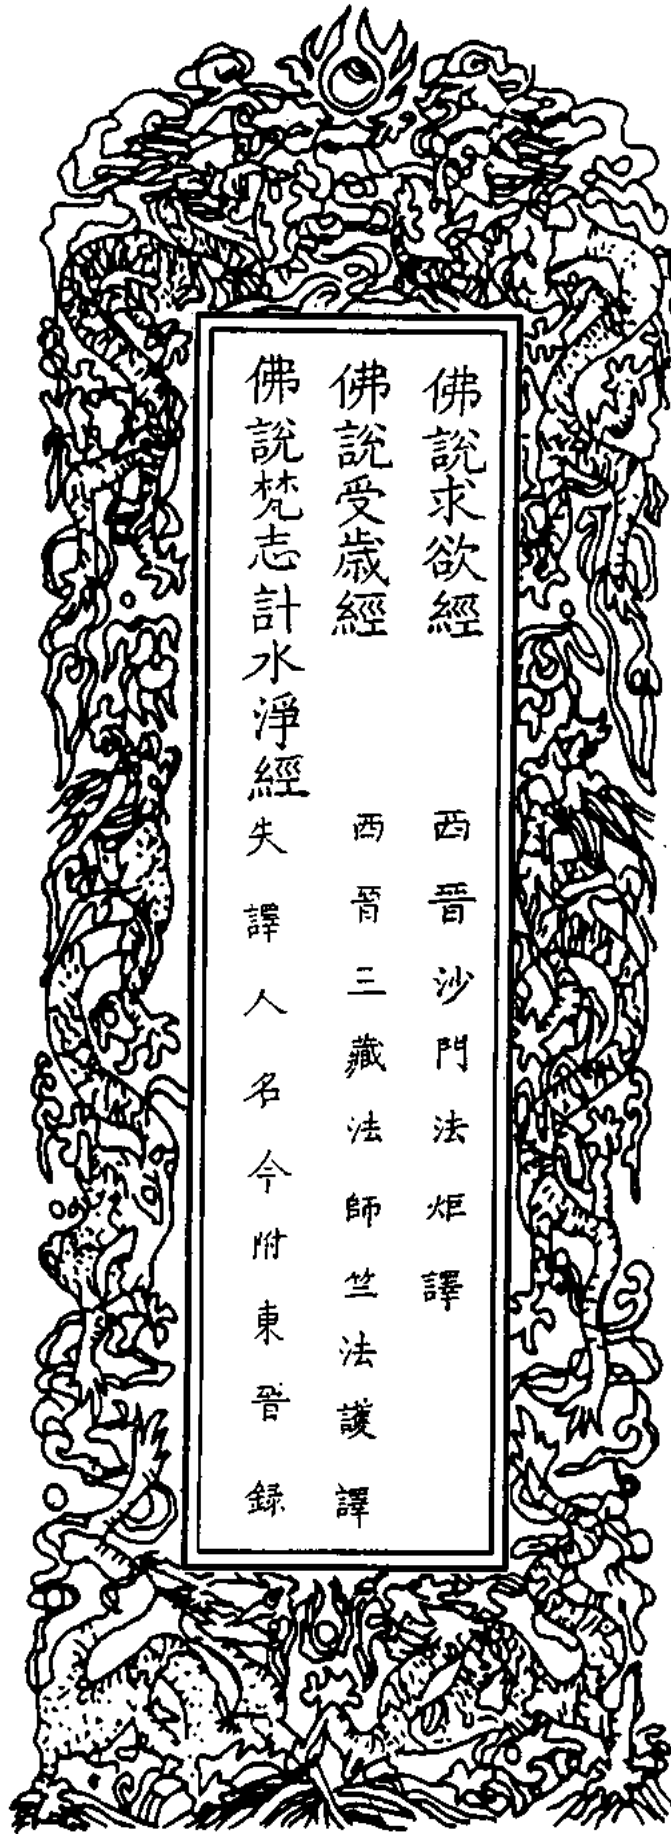 佛說求欲經　西晉沙門法炬譯
佛說受歲經　西晉三藏法師竺法護譯
佛說梵志計水淨經　失譯人名今附東晉錄